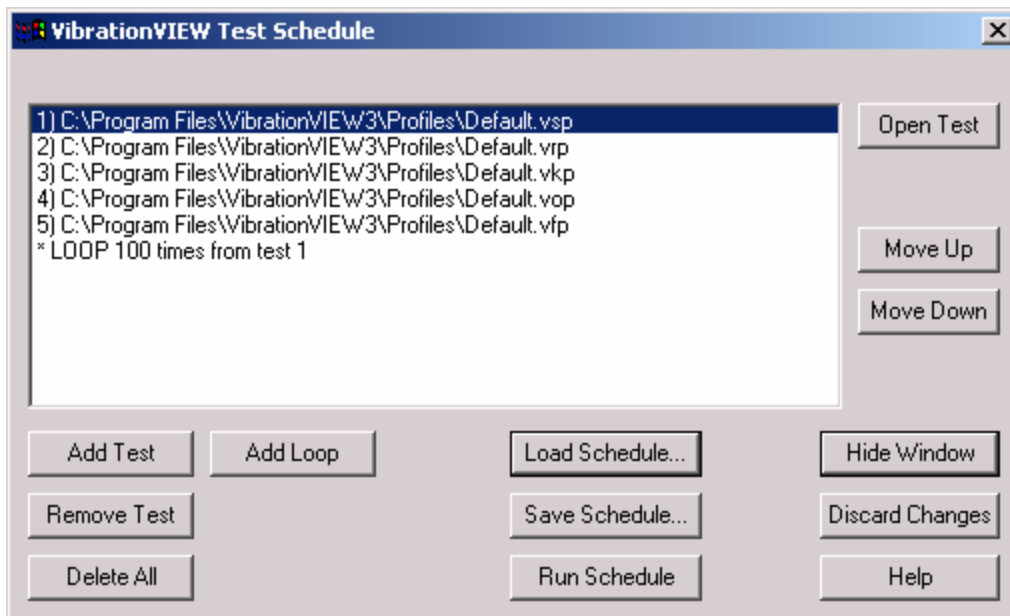 VibrationVIEW Test Schedule
1) C:\Program Files\VibrationVIEW3\Profiles\Default.vsp
2) C:\Program Files\VibrationVIEW3\Profiles\Default.vrp
3) C:\Program Files\VibrationVIEW3\Profiles\Default.vkp
4) C:\Program Files\VibrationVIEW3\Profiles\Default.vop
5) C:\Program Files\VibrationVIEW3\Profiles\Default.vfp
* LOOP 100 times from test 1
Open Test
Move Up
Move Down
Add Test
Add Loop
Load Schedule...
Hide Window
Remove Test
Save Schedule...
Discard Changes
Delete All
Run Schedule
Help